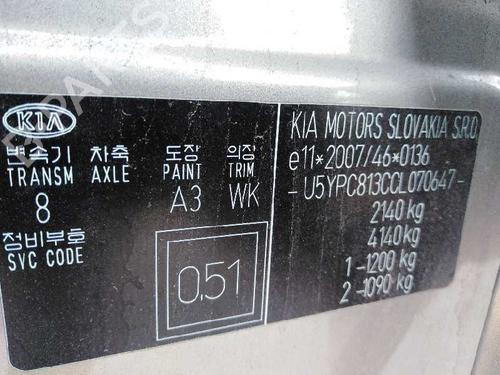 KIA
변속기 차축 도장 의장
TRANSM AXLE PAINT TRIM
8 A3 WK
정비부호
SVC CODE
0.51
KIA MOTORS SLOVAKIA S.R.O.
e11*2007/46*0136
-U5YPC813CCL070647-
2140 kg
4140 kg
1-1200 kg
2-1090 kg